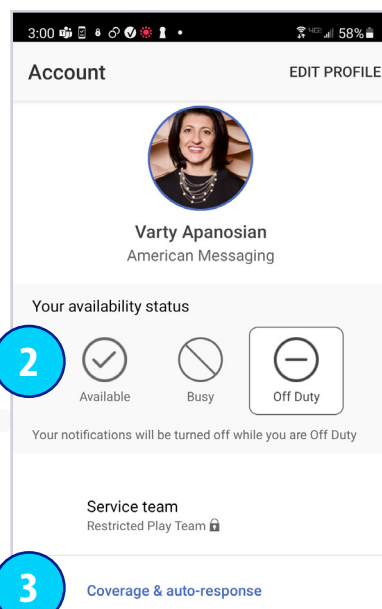 3:00 58%
Account EDIT PROFILE
Varty Apanosian
American Messaging
Your availability status
2
Available Busy Off Duty
Your notifications will be turned off while you are Off Duty
Service team
Restricted Play Team
3 Coverage & auto-response